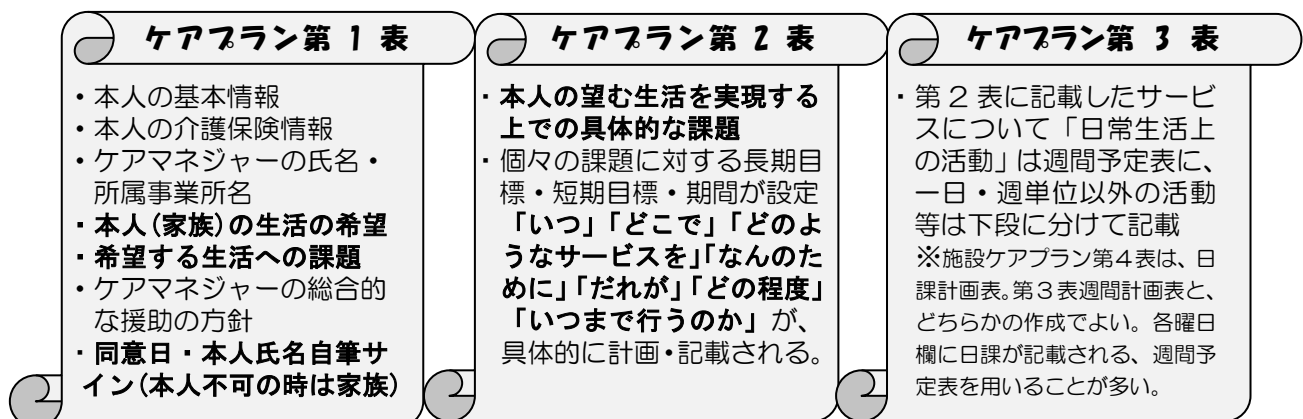 ケアプラン第 1 表
・本人の基本情報
・本人の介護保険情報
・ケアマネジャーの氏名・
所属事業所名
・本人(家族)の生活の希望
・希望する生活への課題
・ケアマネジャーの総合的
な援助の方針
・同意日・本人氏名自筆サ
イン(本人不可の時は家族)
ケアプラン第 2 表
・本人の望む生活を実現する
上での具体的な課題
・個々の課題に対する長期目
標・短期目標・期間が設定
「いつ」「どこで」「どのよ
うなサービスを」「なんのた
めに」「だれが」「どの程度」
「いつまで行うのか」が、
具体的に計画・記載される。
ケアプラン第 3 表
・第 2 表に記載したサービ
スについて「日常生活上
の活動」は週間予定表に、
一日・週単位以外の活動
等は下段に分けて記載
※施設ケアプラン第4表は、日
課計画表。第3表週間計画表と、
どちらかの作成でよい。各曜日
欄に日課が記載される、週間予
定表を用いることが多い。